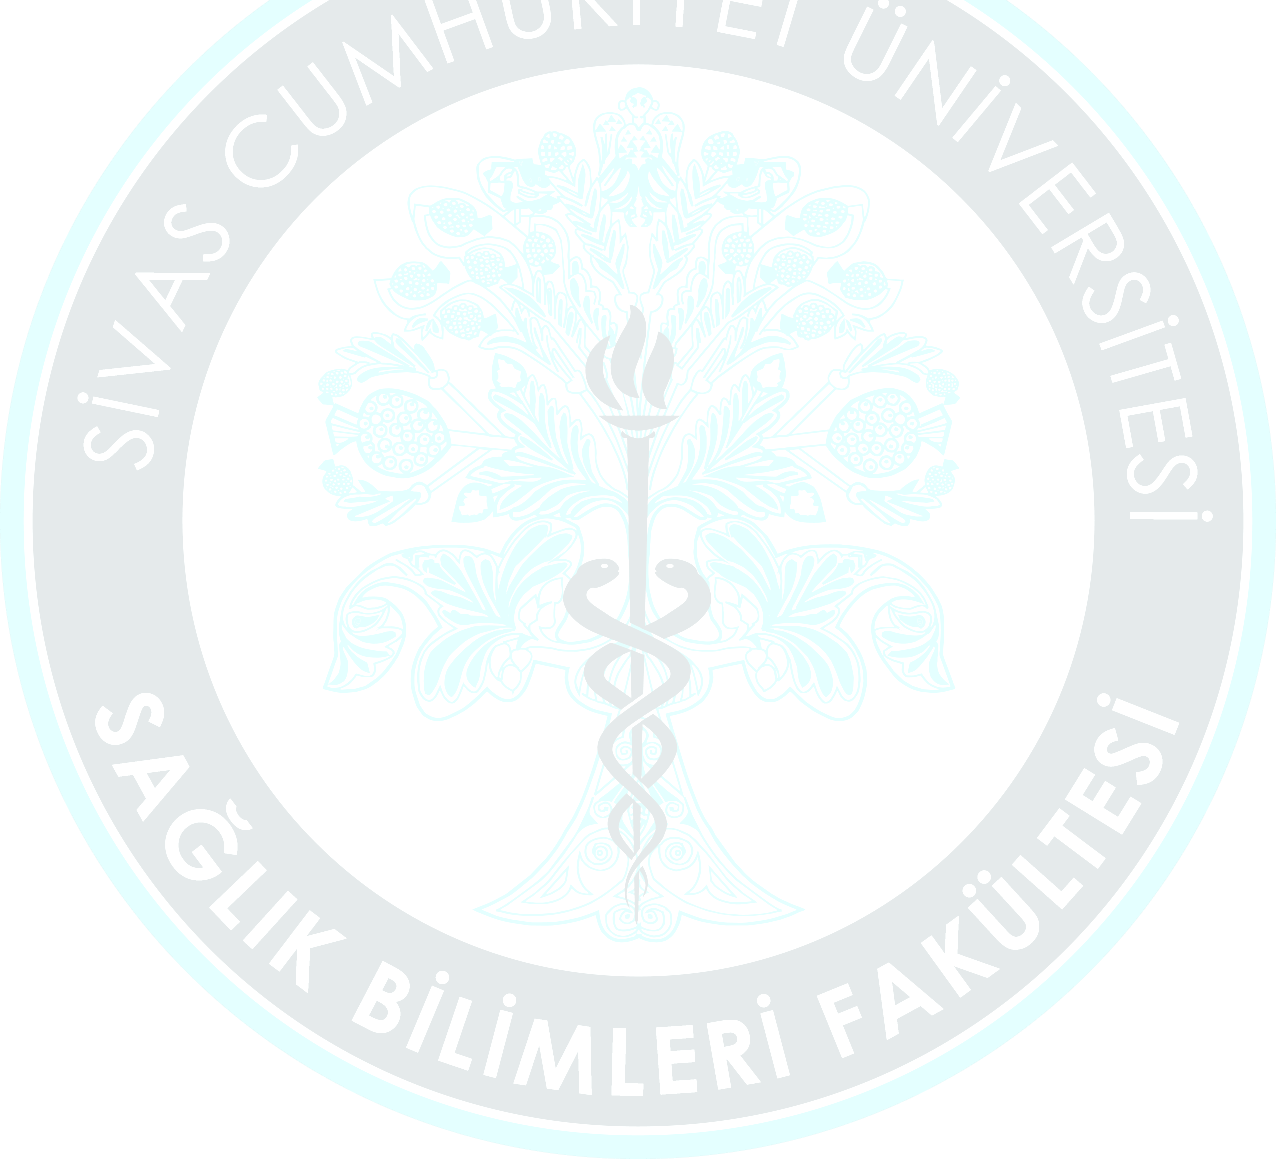 SİVAS CUMHURİYET ÜNİVERSİTESİ
SAĞLIK BİLİMLERİ FAKÜLTESİ